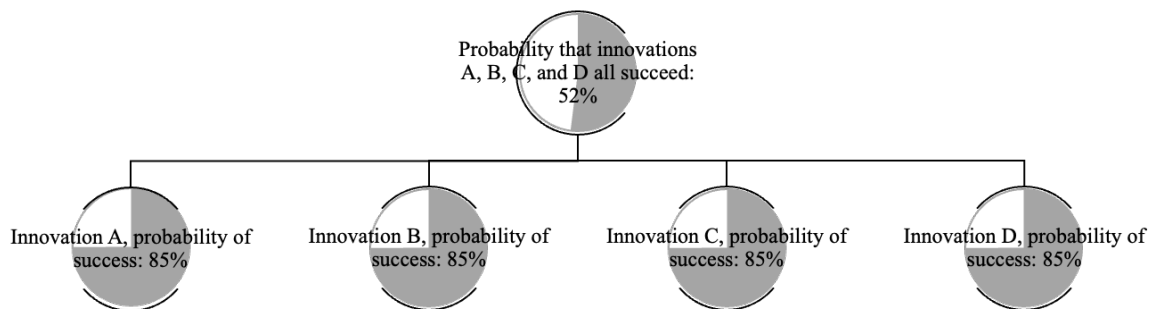 Probability that innovations
A, B, C, and D all succeed:
52%
Innovation A, probability of
success: 85%
Innovation B, probability of
success: 85%
Innovation C, probability of
success: 85%
Innovation D, probability of
success: 85%